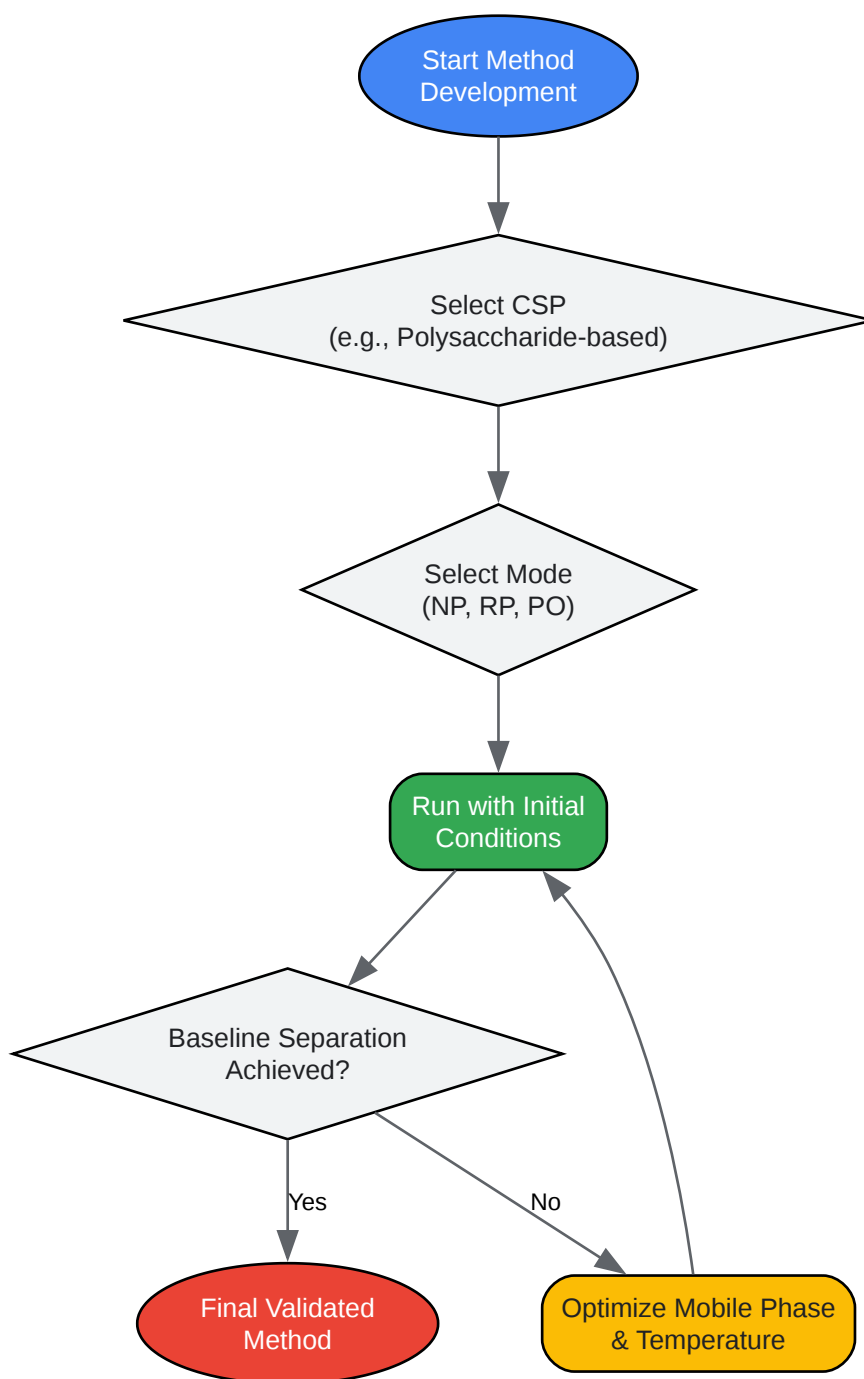 Start Method
Development
Select CSP
(e.g., Polysaccharide-based)
Select Mode
(NP, RP, PO)
Run with Initial
Conditions
Baseline Separation
Achieved?
Yes
No
Final Validated
Method
Optimize Mobile Phase
& Temperature